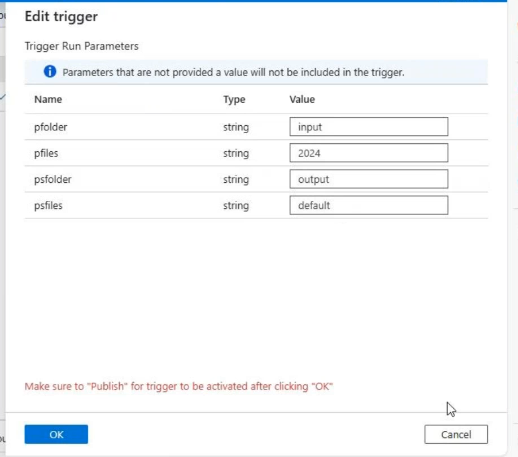 Edit trigger
Trigger Run Parameters
Parameters that are not provided a value will not be included in the trigger.
Name Type Value
pfolder string input
pfiles string 2024
psfolder string output
psfiles string default
Make sure to "Publish" for trigger to be activated after clicking "OK"
OK Cancel